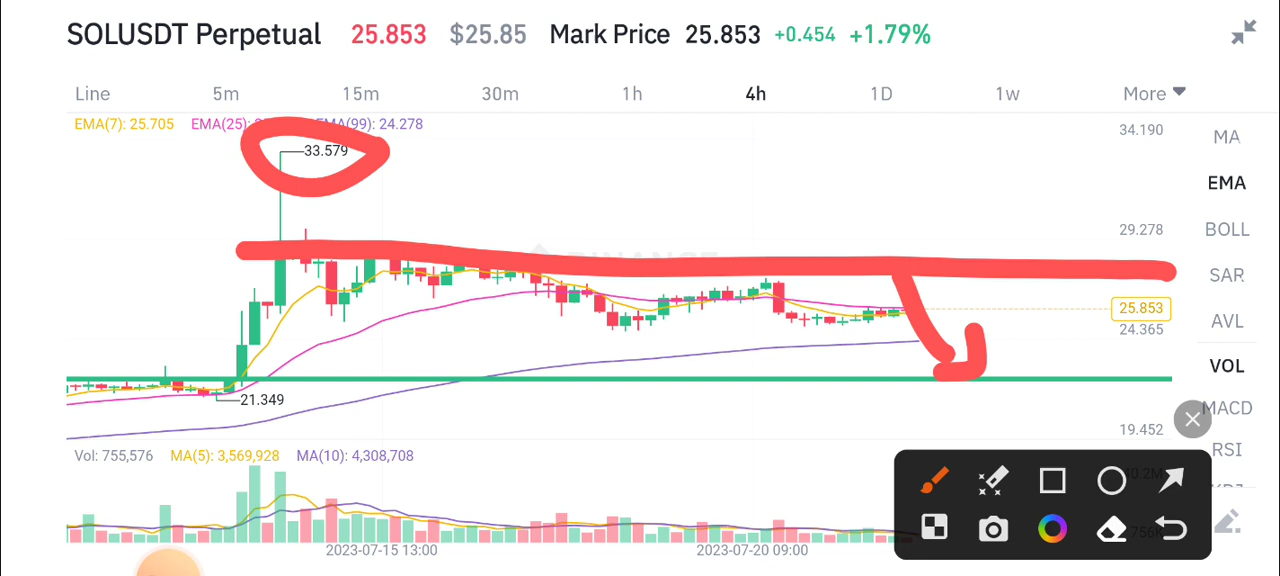 SOLUSDT Perpetual 25.853 $25.85 Mark Price 25.853 +0.454 +1.79%
Line 5m 15m 30m 1h 4h 1D 1w More
EMA(7): 25.705 EMA(25): EMA(99): 24.278
34.190
MA
33.579
EMA
29.278
BOLL
BINANCE
SAR
25.853
AVL
24.365
VOL
21.349
MACD
19.452
RSI
Vol: 755,576 MA(5): 3,569,928 MA(10): 4,308,708
2023-07-15 13:00 2023-07-20 09:00